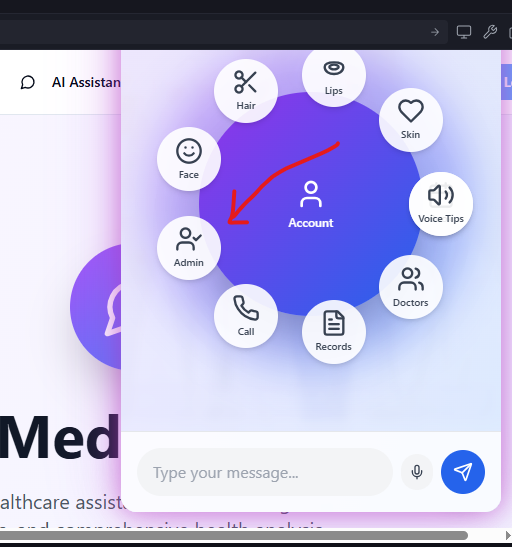 AI Assistan
Lips
Hair
Skin
Face
Voice Tips
Account
Admin
Doctors
Call
Records
Med
Type your message...
althcare assist